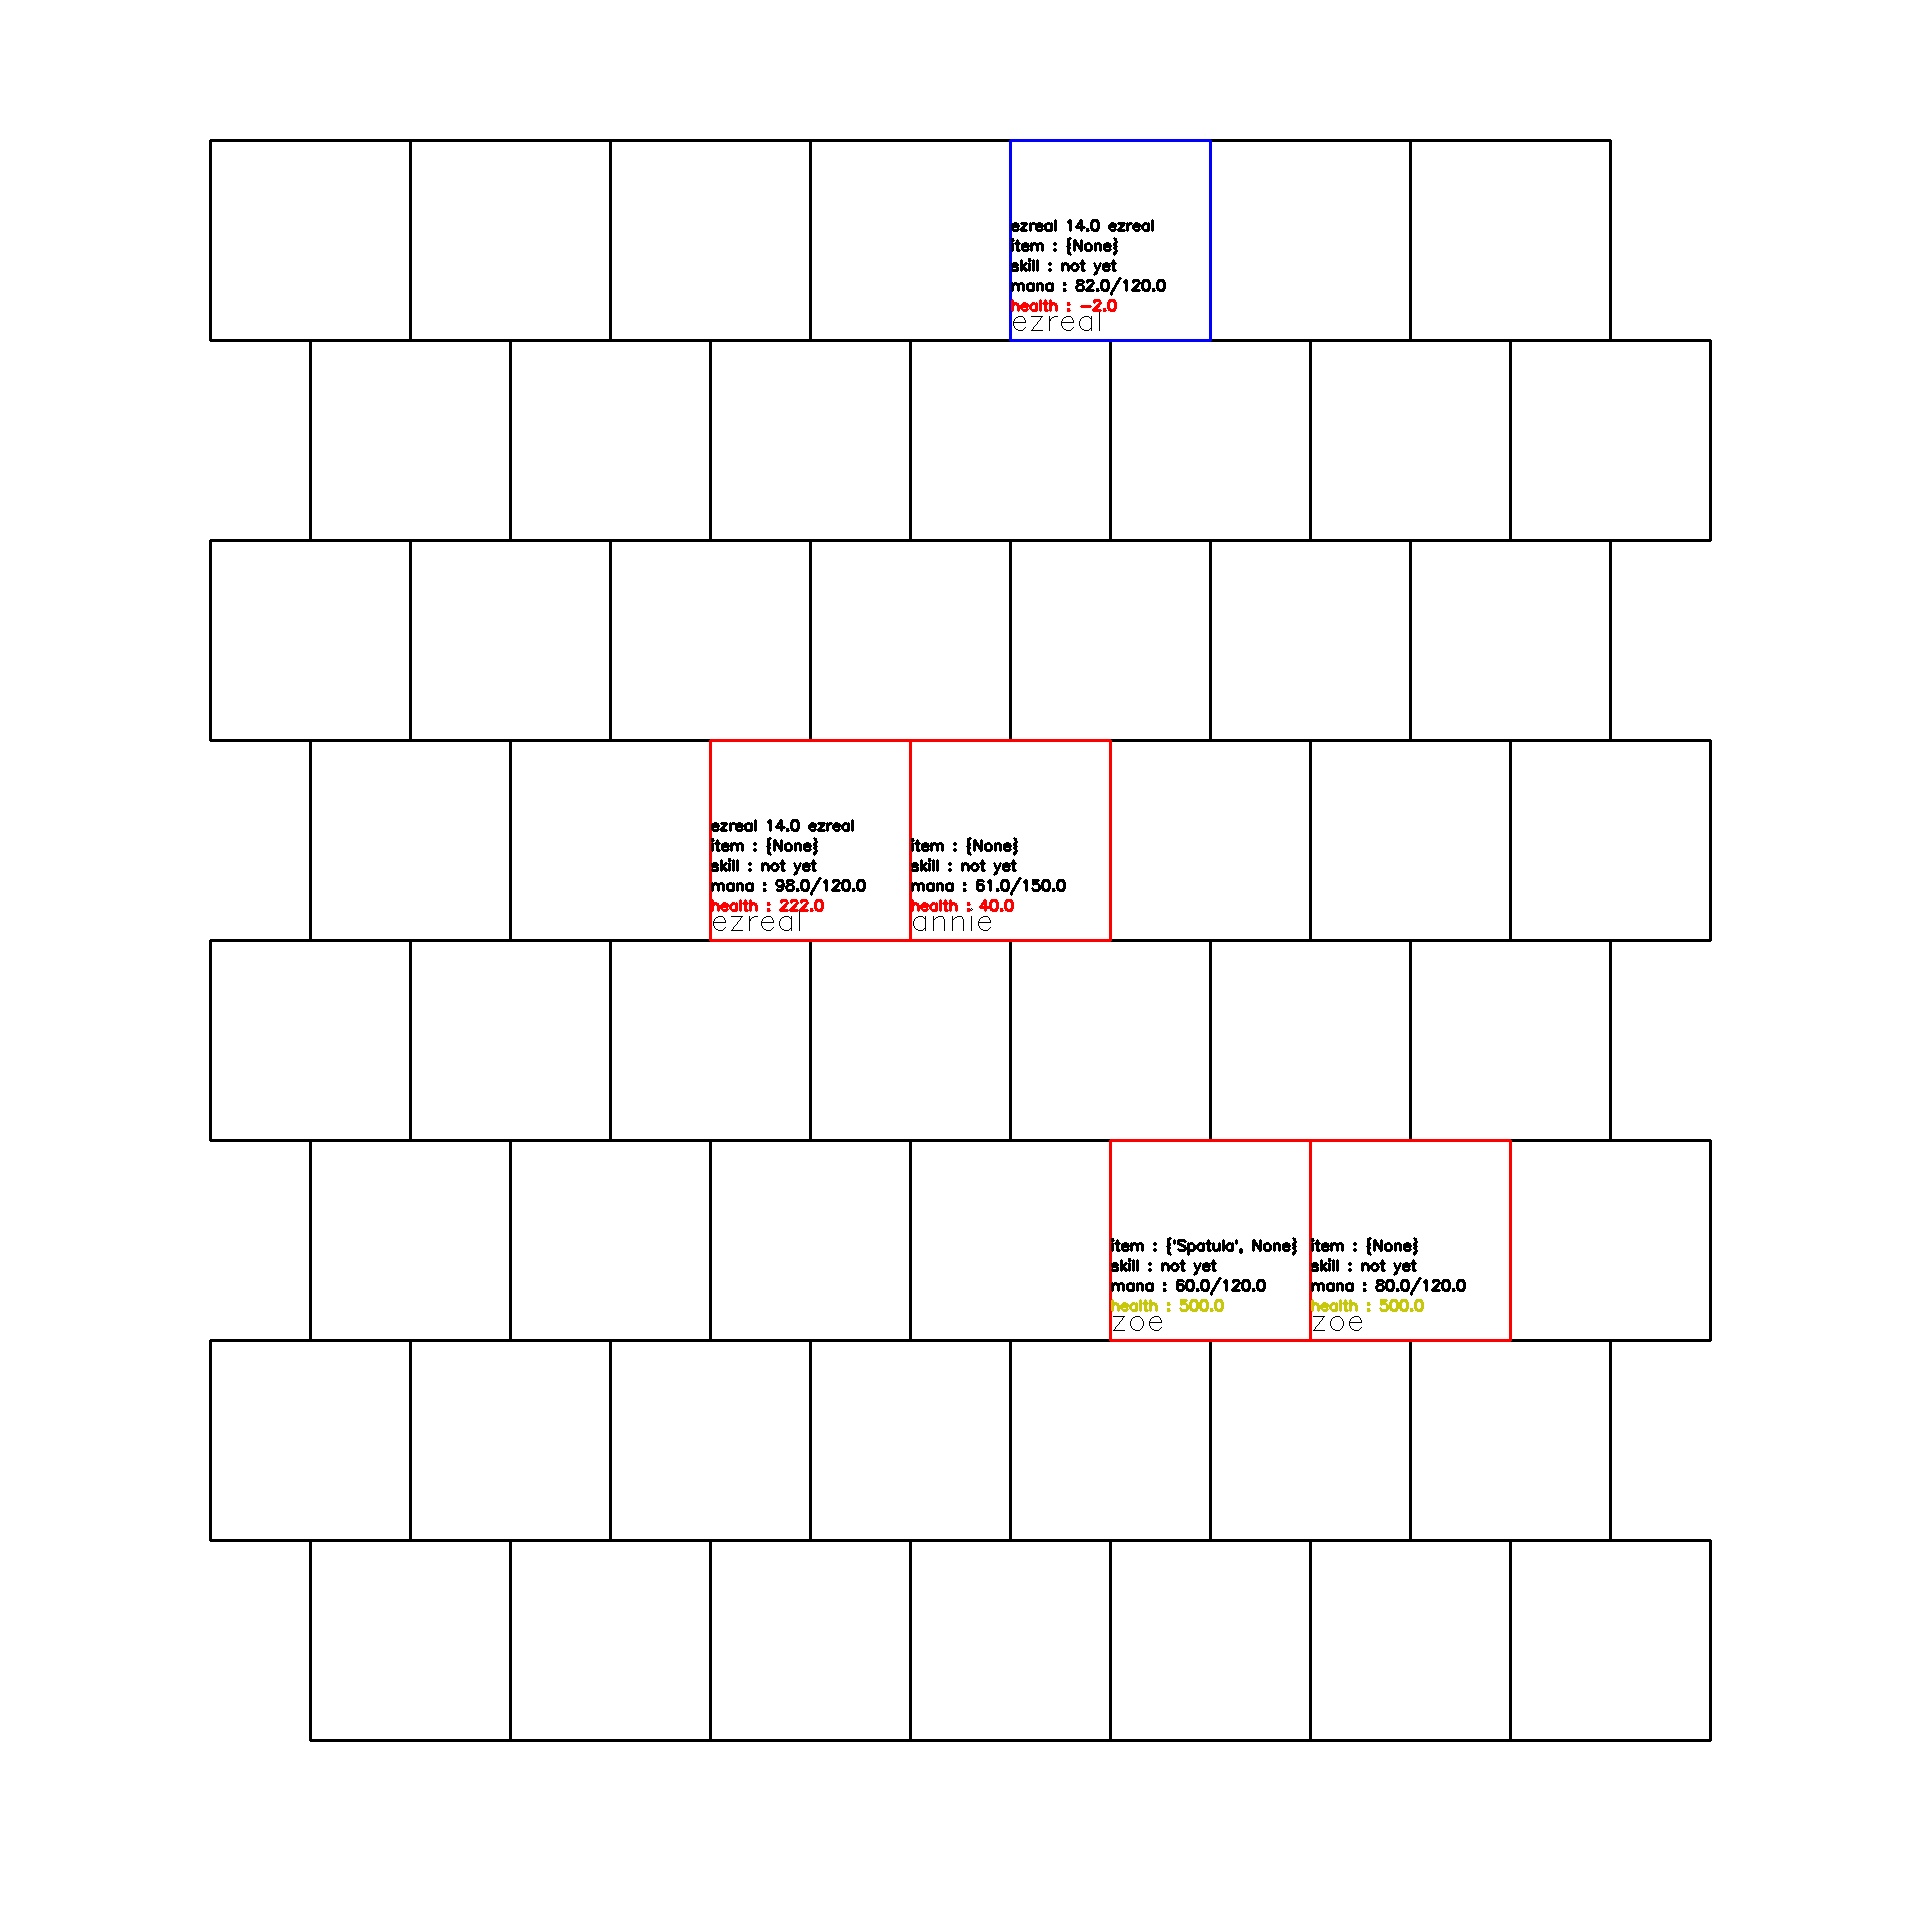 ezreal 14.0 ezreal
item : {None}
skill : not yet
mana : 82.0/120.0
health : -2.0
ezreal
ezreal 14.0 ezreal
item : {None}
skill : not yet
mana : 98.0/120.0
health : 222.0
ezreal
item : {None}
skill : not yet
mana : 61.0/150.0
health : 40.0
annie
item : {'Spatula', None}
skill : not yet
mana : 60.0/120.0
health : 500.0
zoe
item : {None}
skill : not yet
mana : 80.0/120.0
health : 500.0
zoe